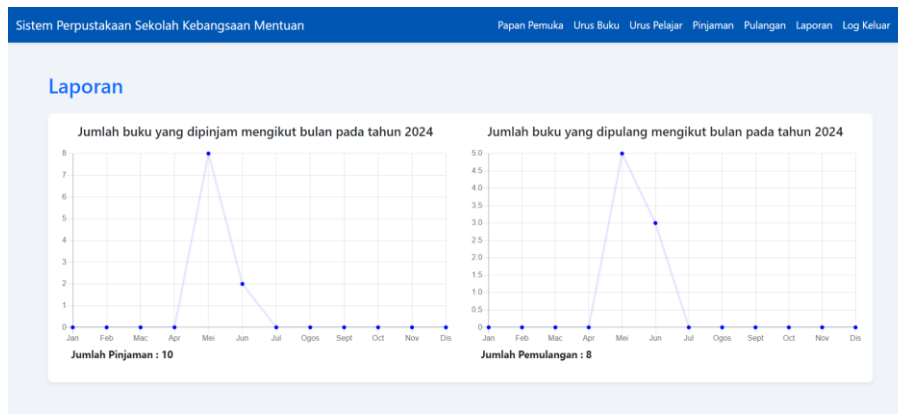 Sistem Perpustakaan Sekolah Kebangsaan Mentuan
Papan Pemuka Urus Buku Urus Pelajar Pinjaman Pulangan Laporan Log Keluar
Laporan
Jumlah buku yang dipinjam mengikut bulan pada tahun 2024
8
7
6
5
4
3
2
1
0
Jan Feb Mac Apr Mei Jun Jul Ogos Sept Oct Nov Dis
Jumlah Pinjaman : 10
Jumlah buku yang dipulang mengikut bulan pada tahun 2024
5.0
4.5
4.0
3.5
3.0
2.5
2.0
1.5
1.0
0.5
0
Jan Feb Mac Apr Mei Jun Jul Ogos Sept Oct Nov Dis
Jumlah Pemulangan : 8